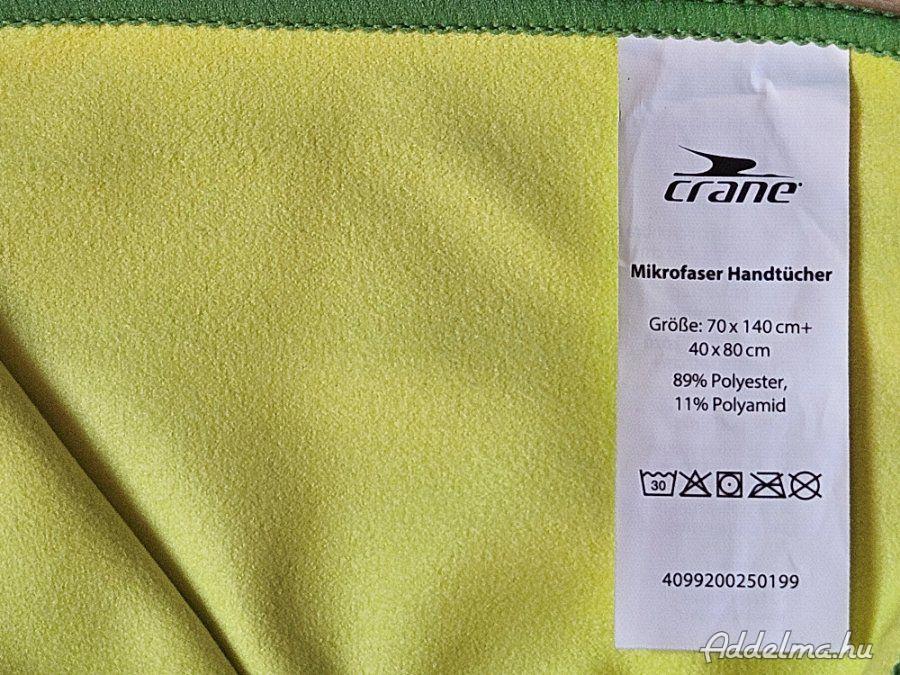 crane
Mikrofaser Handtücher
Größe: 70 x 140 cm+
40 x 80 cm
89% Polyester,
11% Polyamid
30
4099200250199
Addelma.hu